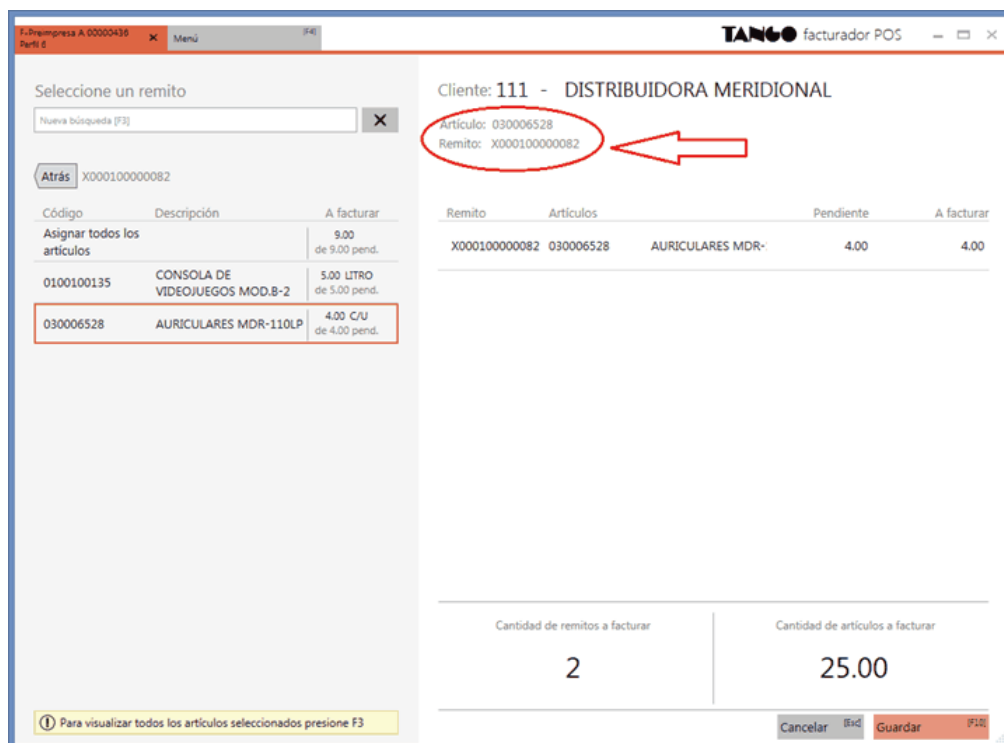 F-Preimpresa A 00000436
Perfil 6
Menú
[F4]
TANGO facturador POS
Seleccione un remito
Nueva búsqueda [F3]
Atrás X000100000082
Código Descripción A facturar
Asignar todos los 9.00
artículos de 9.00 pend.
0100100135 CONSOLA DE 5.00 LITRO
VIDEOJUEGOS MOD.B-2 de 5.00 pend.
030006528 AURICULARES MDR-110LP 4.00 C/U
de 4.00 pend.
Para visualizar todos los artículos seleccionados presione F3
Cliente: 111 - DISTRIBUIDORA MERIDIONAL
Artículo: 030006528
Remito: X000100000082
Remito Artículos Pendiente A facturar
X000100000082 030006528 AURICULARES MDR- 4.00 4.00
Cantidad de remitos a facturar
2
Cantidad de artículos a facturar
25.00
Cancelar [Esc] Guardar [F10]